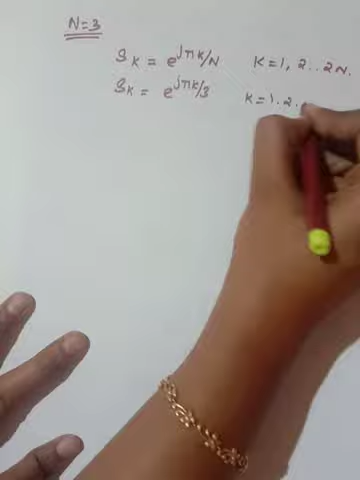 N=3
Sk = e^jπk/N K=1, 2..2N.
Sk = e^jπk/3 K=1.2.